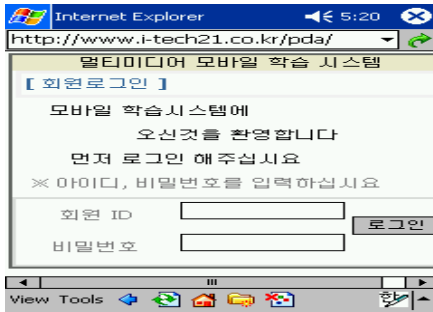 Internet Explorer 5:20
http://www.i-tech21.co.kr/pda/
멀티미디어 모바일 학습 시스템
[ 회원로그인 ]
모바일 학습시스템에
오신것을 환영합니다
먼저 로그인 해주십시요
※ 아이디, 비밀번호를 입력하십시요
회원 ID
로그인
비밀번호
View Tools 한